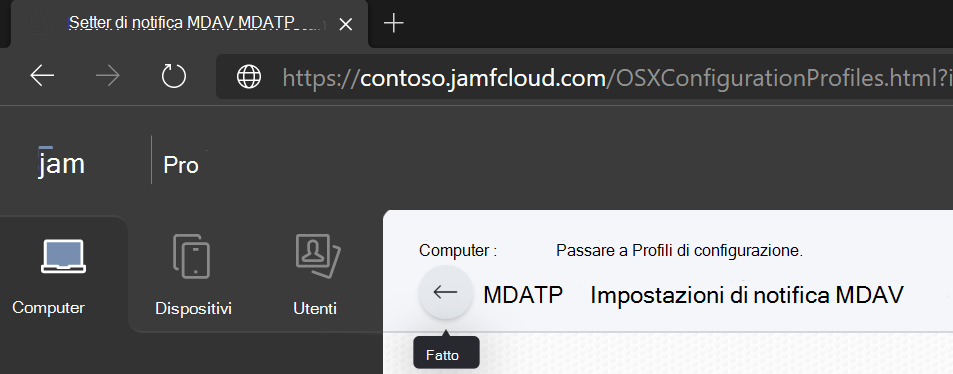 Setter di notifica MDAV MDATP
https://contoso.jamfcloud.com/OSXConfigurationProfiles.html?i
jam Pro
Computer : Passare a Profili di configurazione.
MDATP Impostazioni di notifica MDAV
Computer Dispositivi Utenti
Fatto